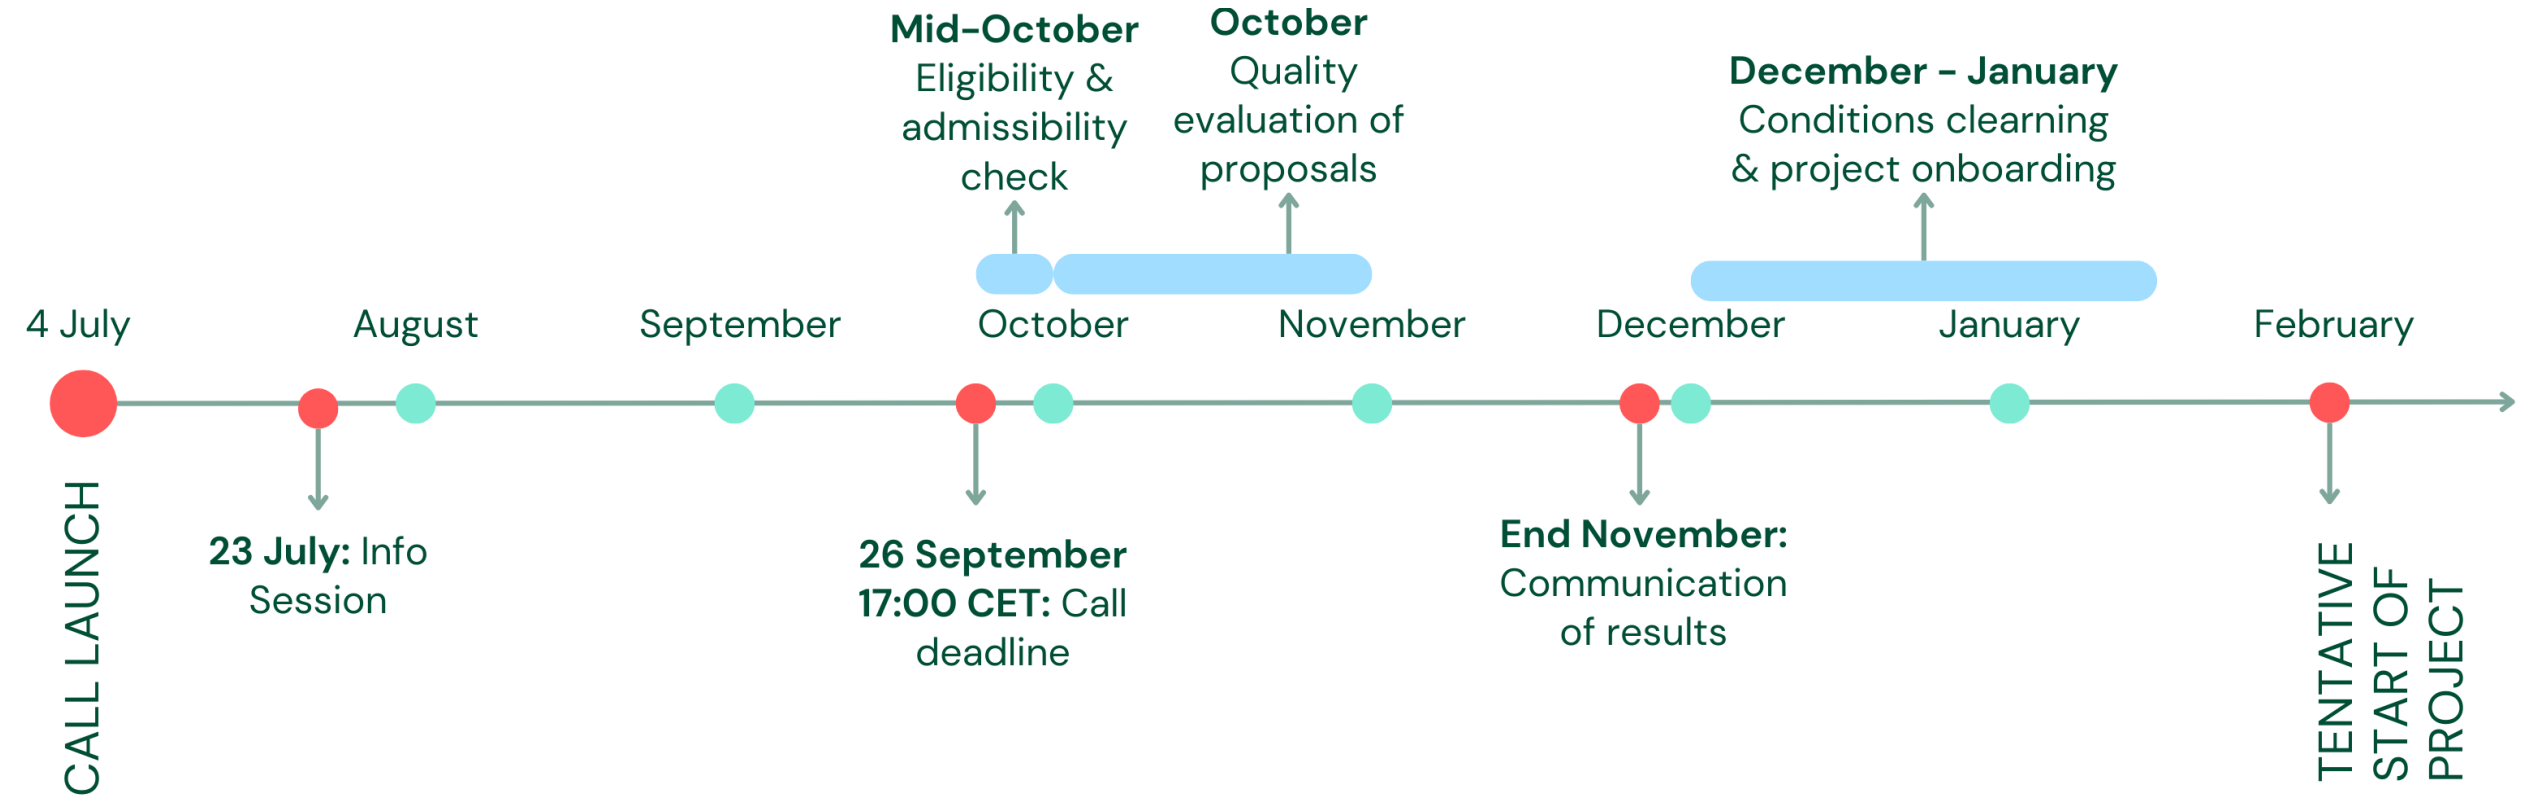 Mid-October
Eligibility &
admissibility
check
October
Quality
evaluation of
proposals
December - January
Conditions clearning
& project onboarding
4 July
August
September
October
November
December
January
February
CALL LAUNCH
23 July: Info
Session
26 September
17:00 CET: Call
deadline
End November:
Communication
of results
TENTATIVE
START OF
PROJECT